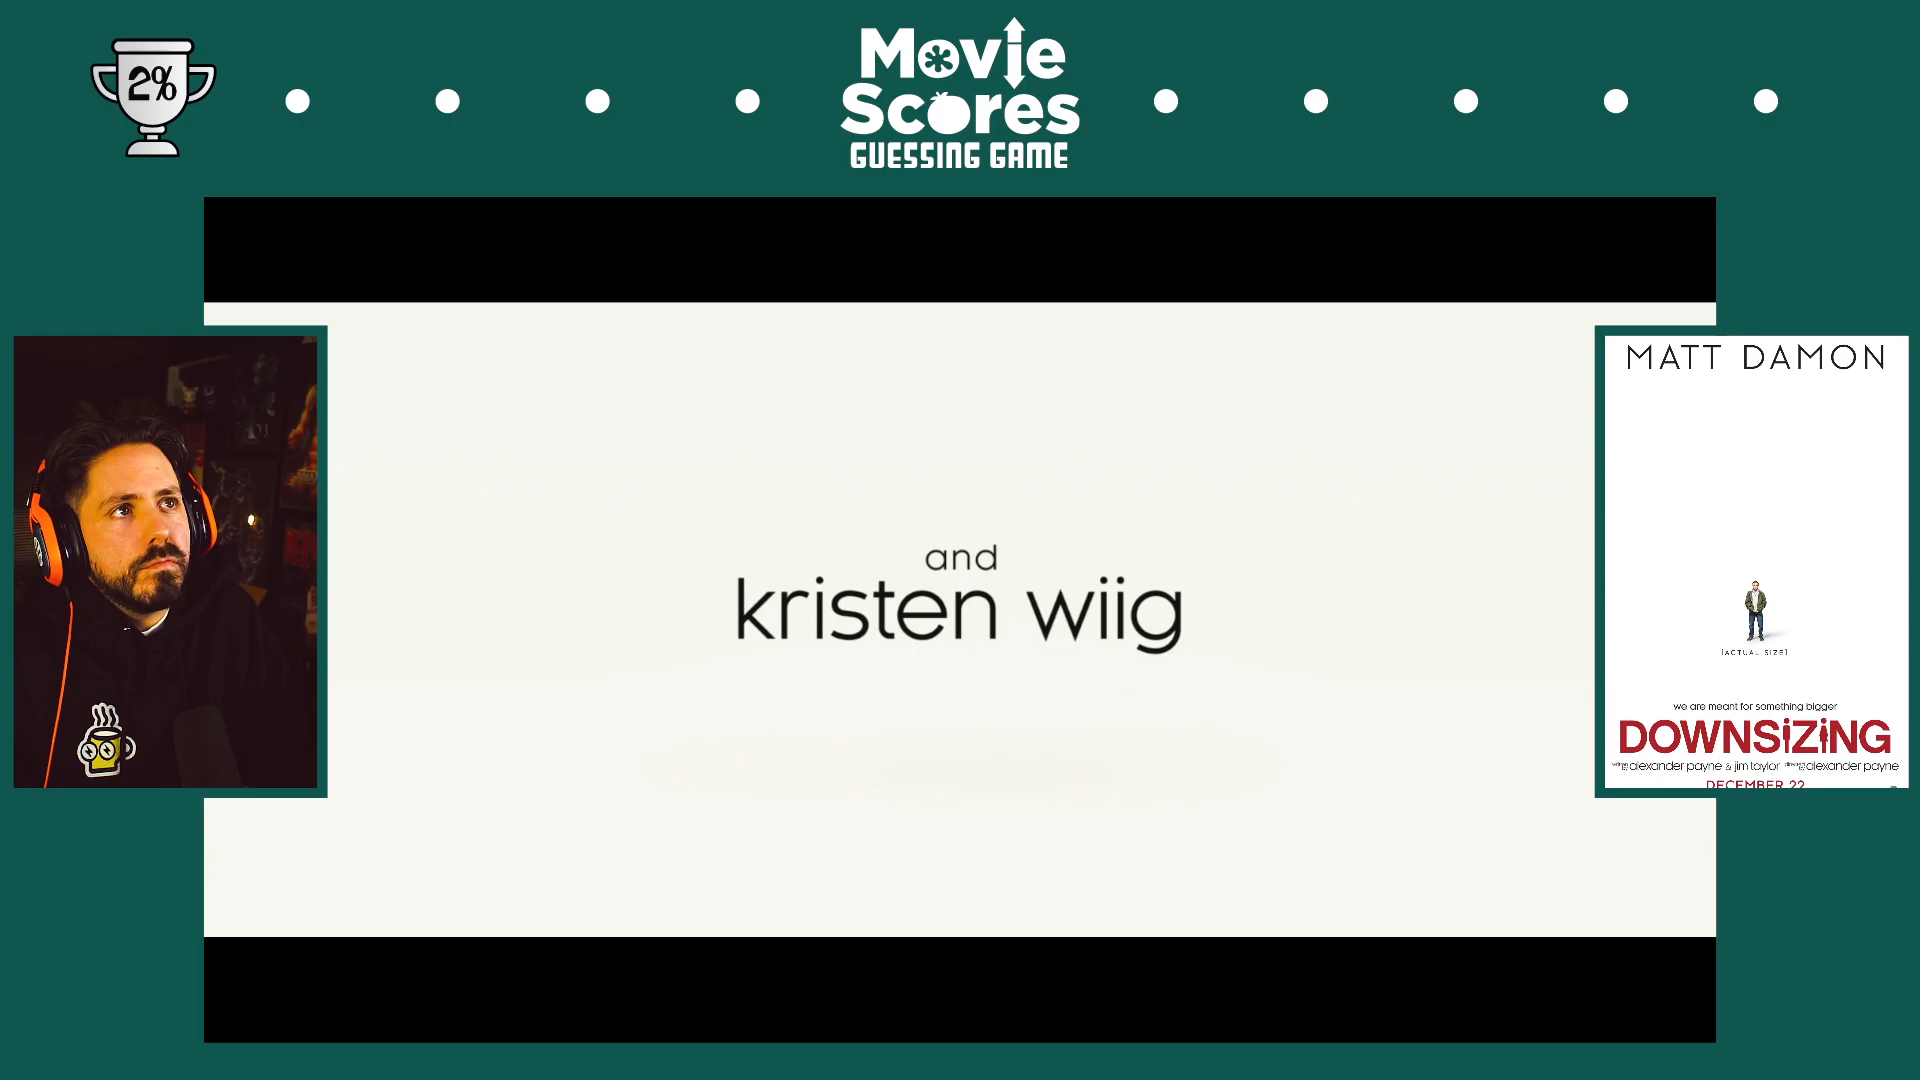 2%
Movie
Scores
GUESSING GAME
and
kristen wiig
MATT DAMON
[ACTUAL SIZE]
we are meant for something bigger
DOWNSiZiNG
alexander payne & jim taylor alexander payne
DECEMBER 22